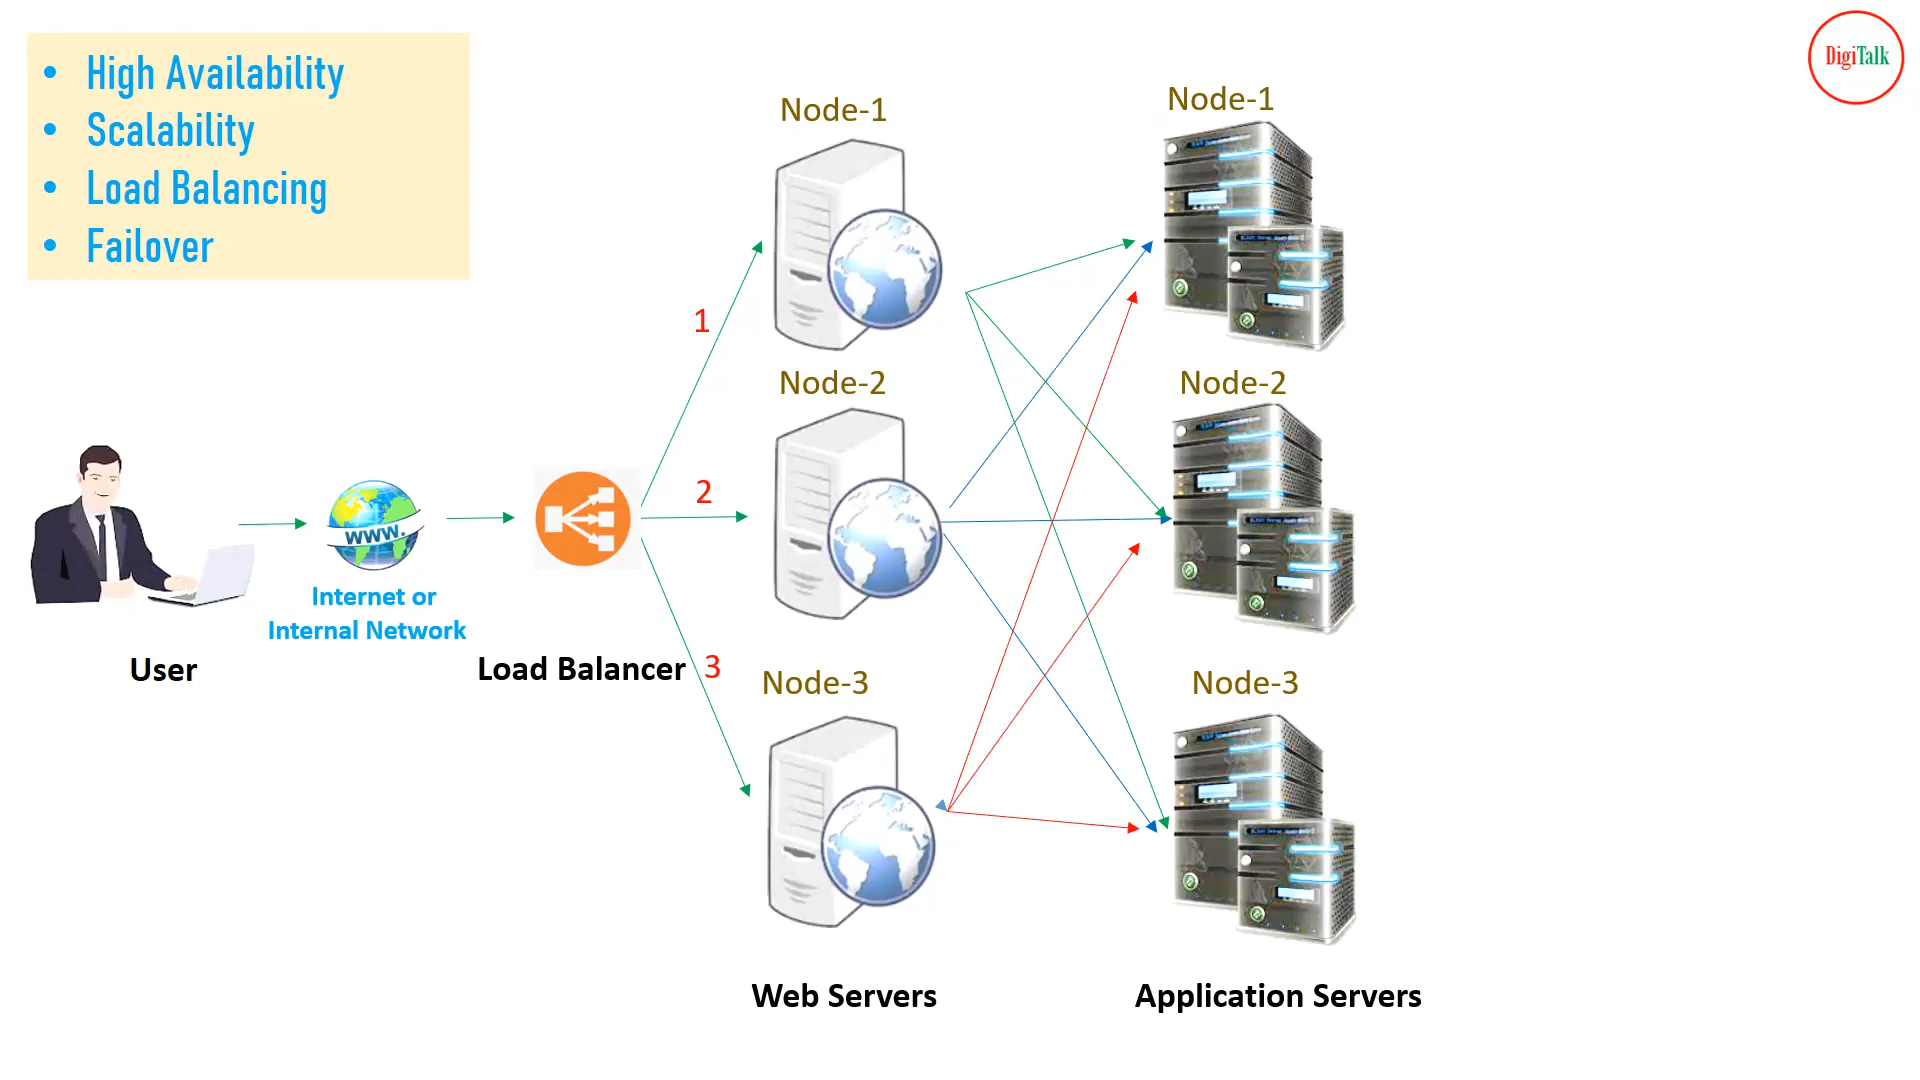 • High Availability
• Scalability
• Load Balancing
• Failover
DigiTalk
Node-1
Node-1
1
Node-2
Node-2
2
WWW.
Internet or
Internal Network
User
Load Balancer
3
Node-3
Node-3
Web Servers
Application Servers